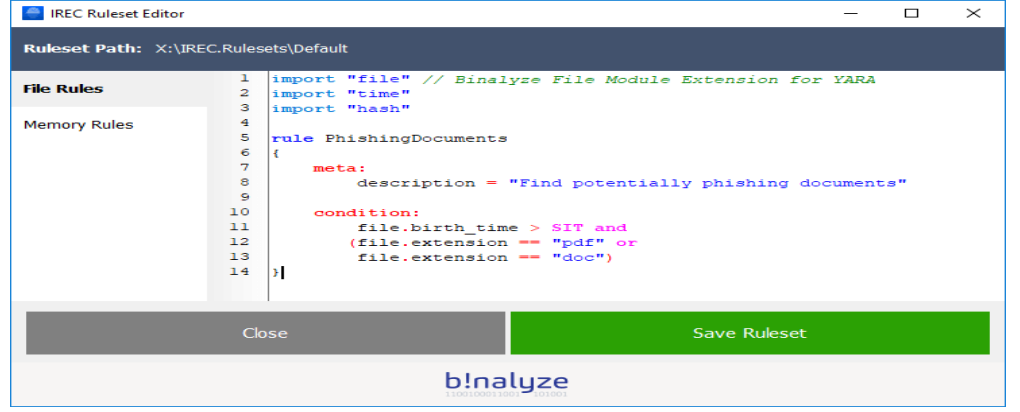 IREC Ruleset Editor
Ruleset Path: X:\IREC.Rulesets\Default
File Rules
Memory Rules
1 import "file" // Binalyze File Module Extension for YARA
2 import "time"
3 import "hash"
4
5 rule PhishingDocuments
6 {
7 meta:
8 description = "Find potentially phishing documents"
9
10 condition:
11 file.birth_time > SIT and
12 (file.extension == "pdf" or
13 file.extension == "doc")
14 }
Close
Save Ruleset
b!nalyze